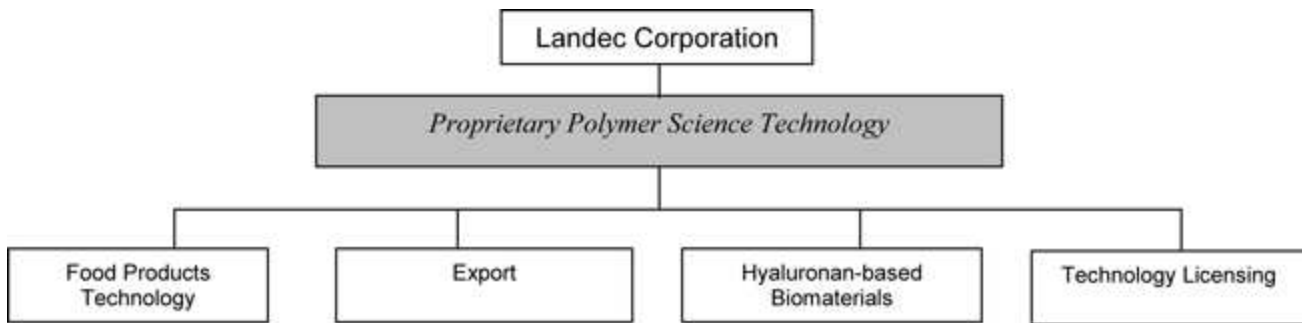 Landec Corporation
Proprietary Polymer Science Technology
Food Products
Technology
Export
Hyaluronan-based
Biomaterials
Technology Licensing